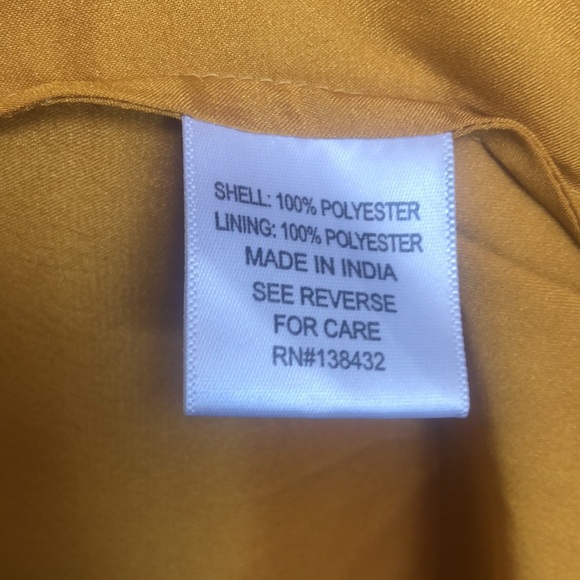 SHELL: 100% POLYESTER
LINING: 100% POLYESTER
MADE IN INDIA
SEE REVERSE
FOR CARE
RN#138432